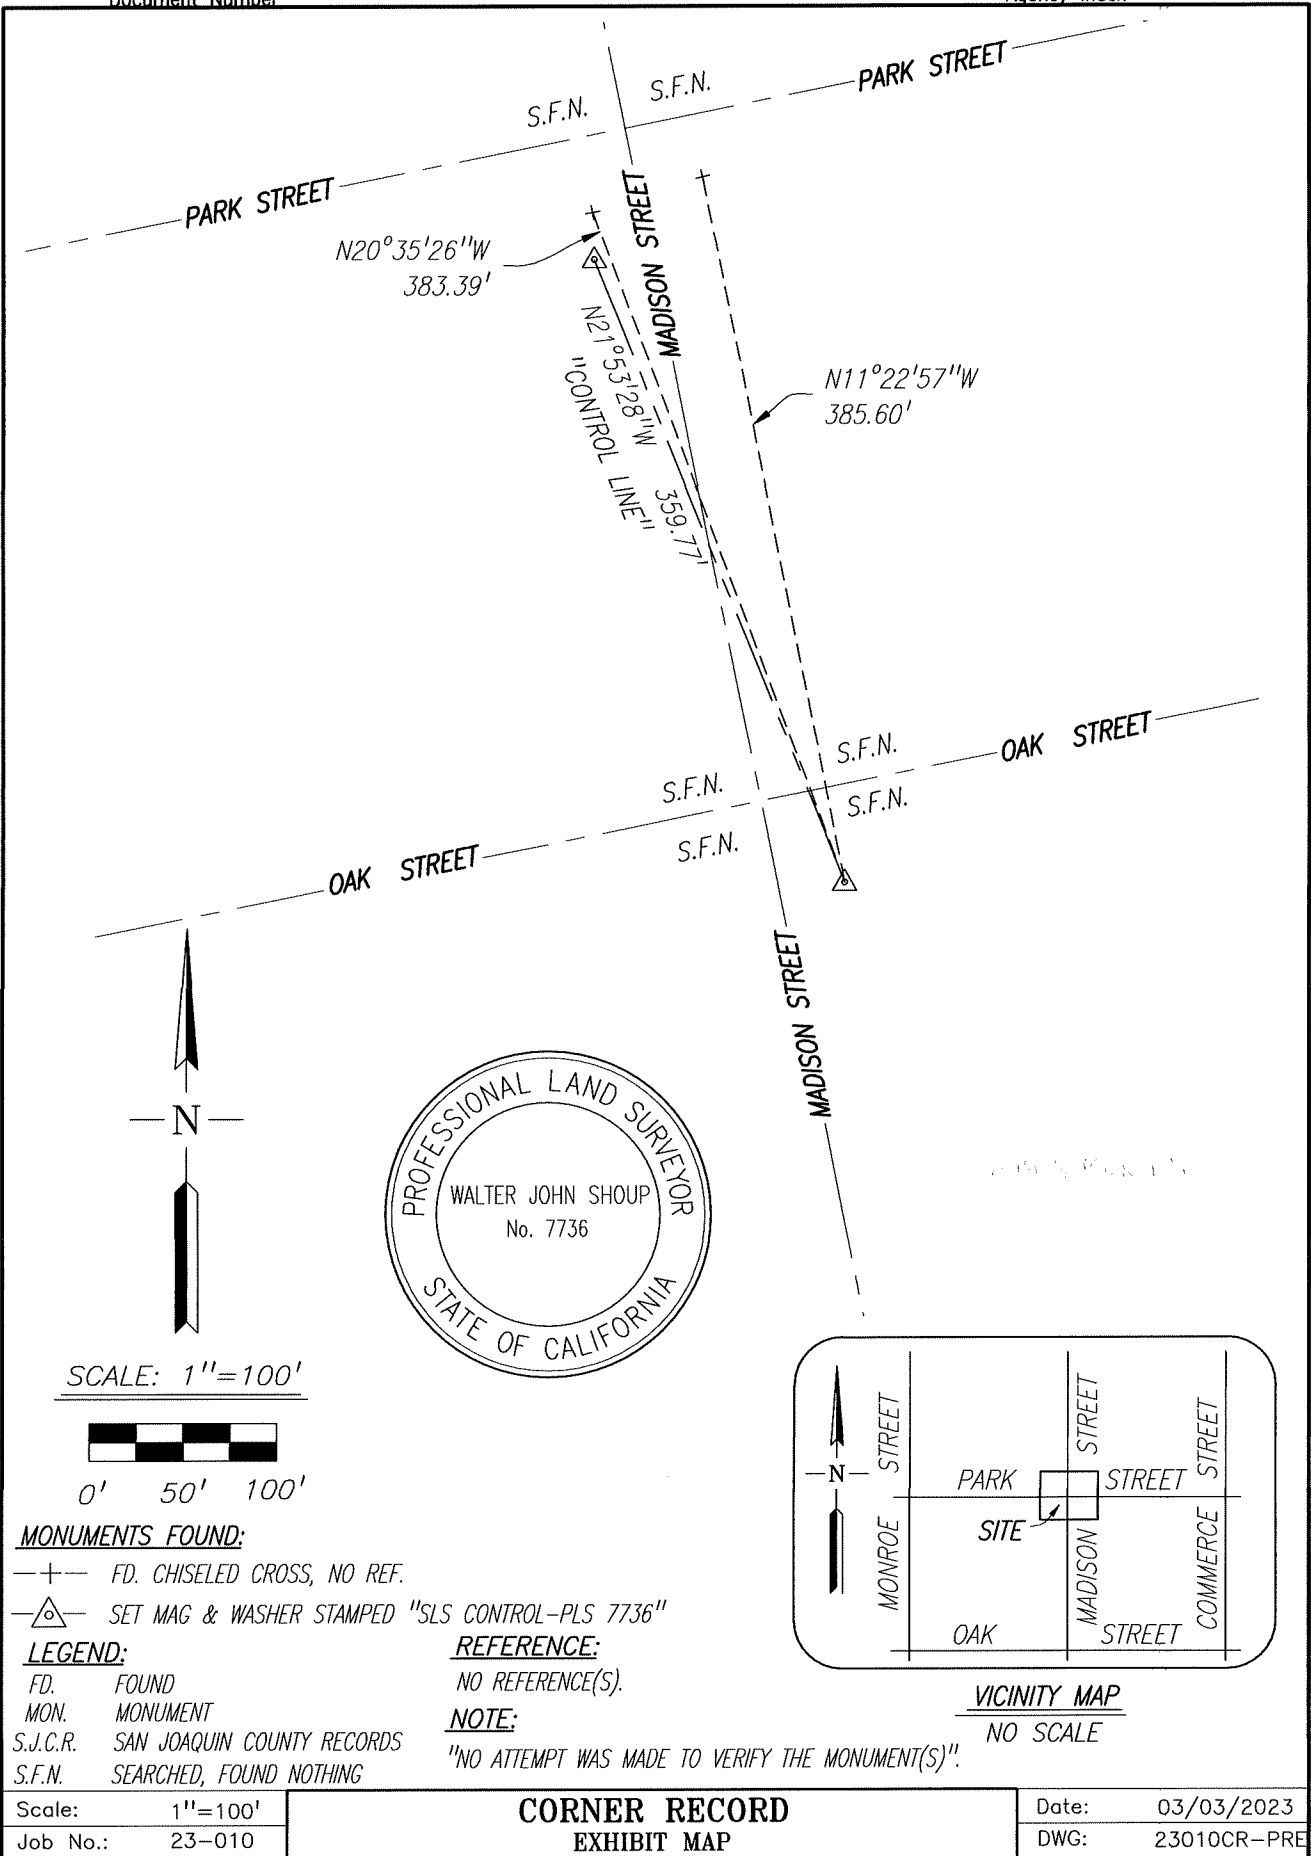 S.F.N.
S.F.N.
PARK STREET
PARK STREET
MADISON STREET
N20°35'26"W
383.39'
N21°53'28"W 359.77'
"CONTROL LINE"
N11°22'57"W
385.60'
S.F.N.
S.F.N.
OAK STREET
S.F.N.
S.F.N.
OAK STREET
MADISON STREET
N
PROFESSIONAL LAND SURVEYOR
WALTER JOHN SHOUP
No. 7736
STATE OF CALIFORNIA
SCALE: 1"=100'
0' 50' 100'
N
STREET
MONROE
PARK STREET
SITE
STREET
MADISON
STREET
COMMERCE
OAK STREET
VICINITY MAP
NO SCALE
MONUMENTS FOUND:
FD. CHISELED CROSS, NO REF.
SET MAG & WASHER STAMPED "SLS CONTROL-PLS 7736"
LEGEND:
FD. FOUND
MON. MONUMENT
S.J.C.R. SAN JOAQUIN COUNTY RECORDS
S.F.N. SEARCHED, FOUND NOTHING
REFERENCE:
NO REFERENCE(S).
NOTE:
"NO ATTEMPT WAS MADE TO VERIFY THE MONUMENT(S)".
Scale: 1"=100'
Job No.: 23-010
CORNER RECORD
EXHIBIT MAP
Date: 03/03/2023
DWG: 23010CR-PRE